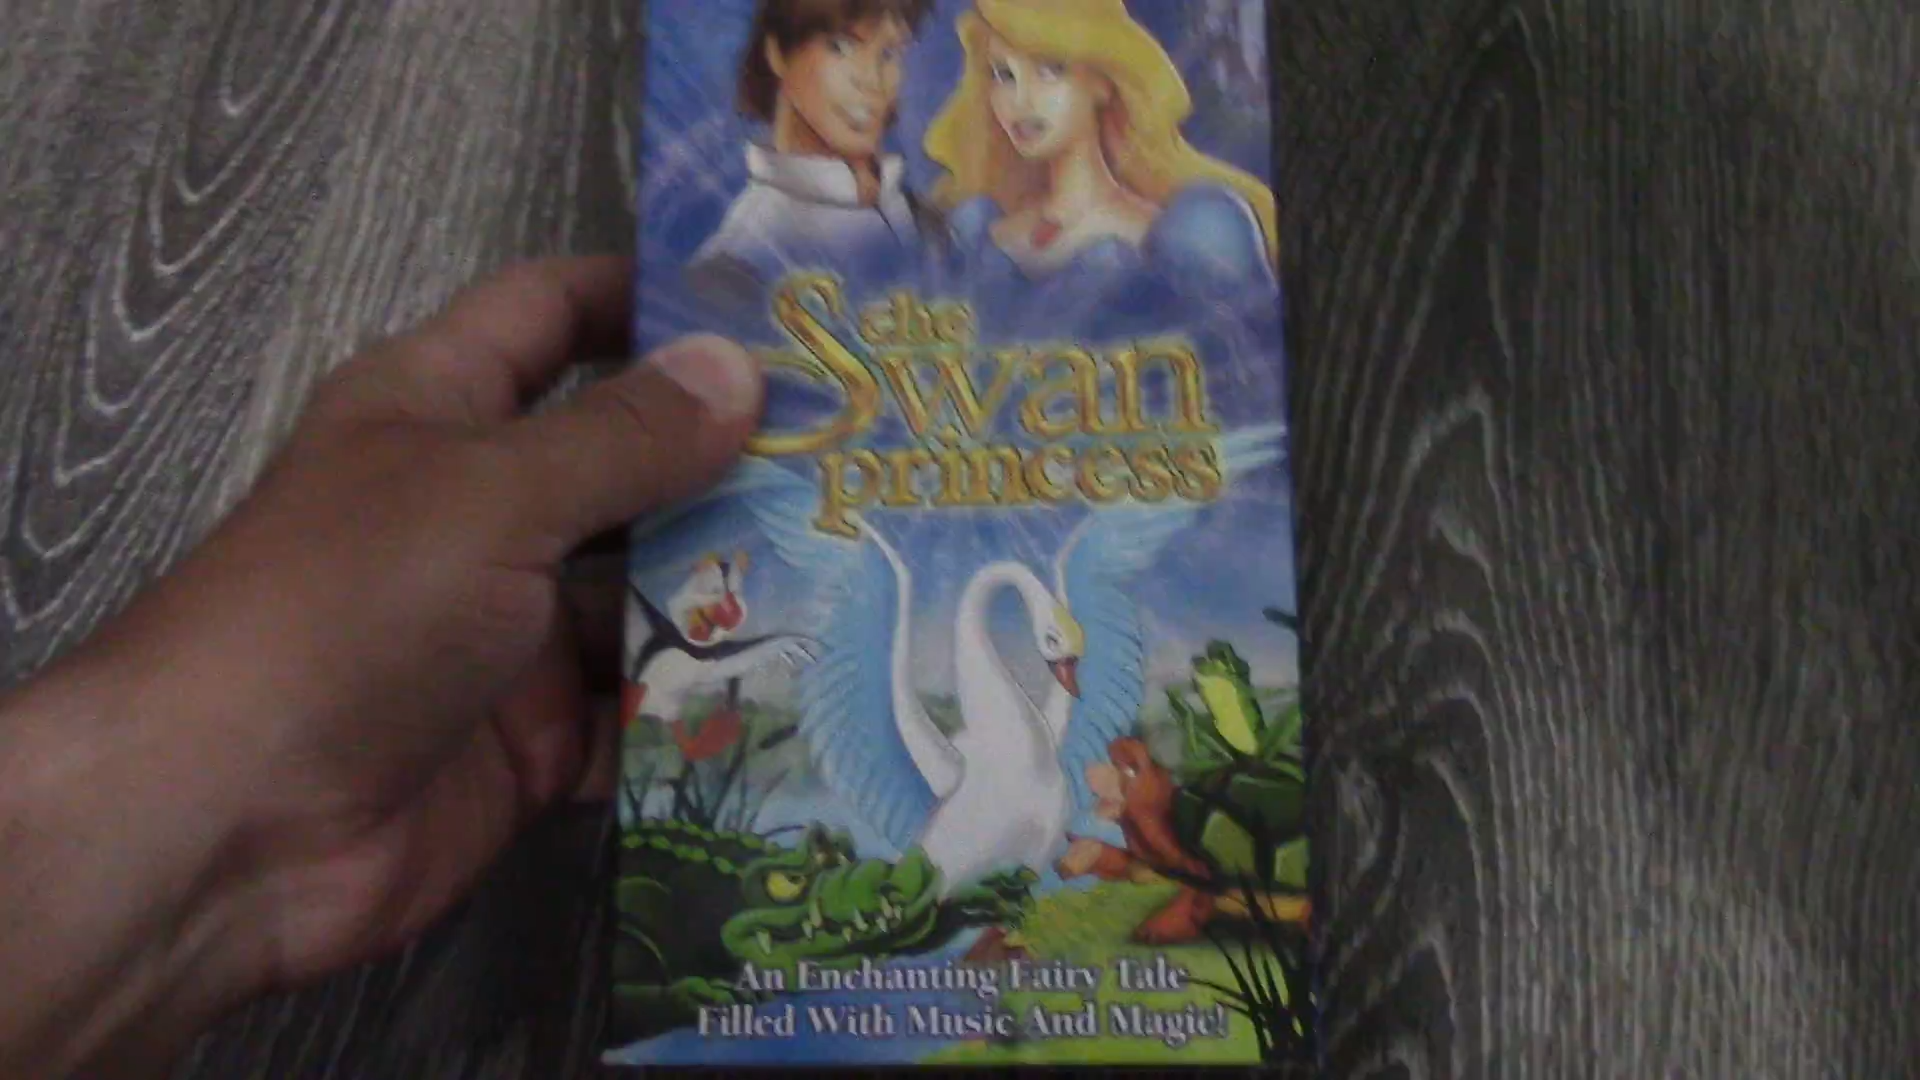 the
Swan
princess
An Enchanting Fairy Tale
Filled With Music And Magic!